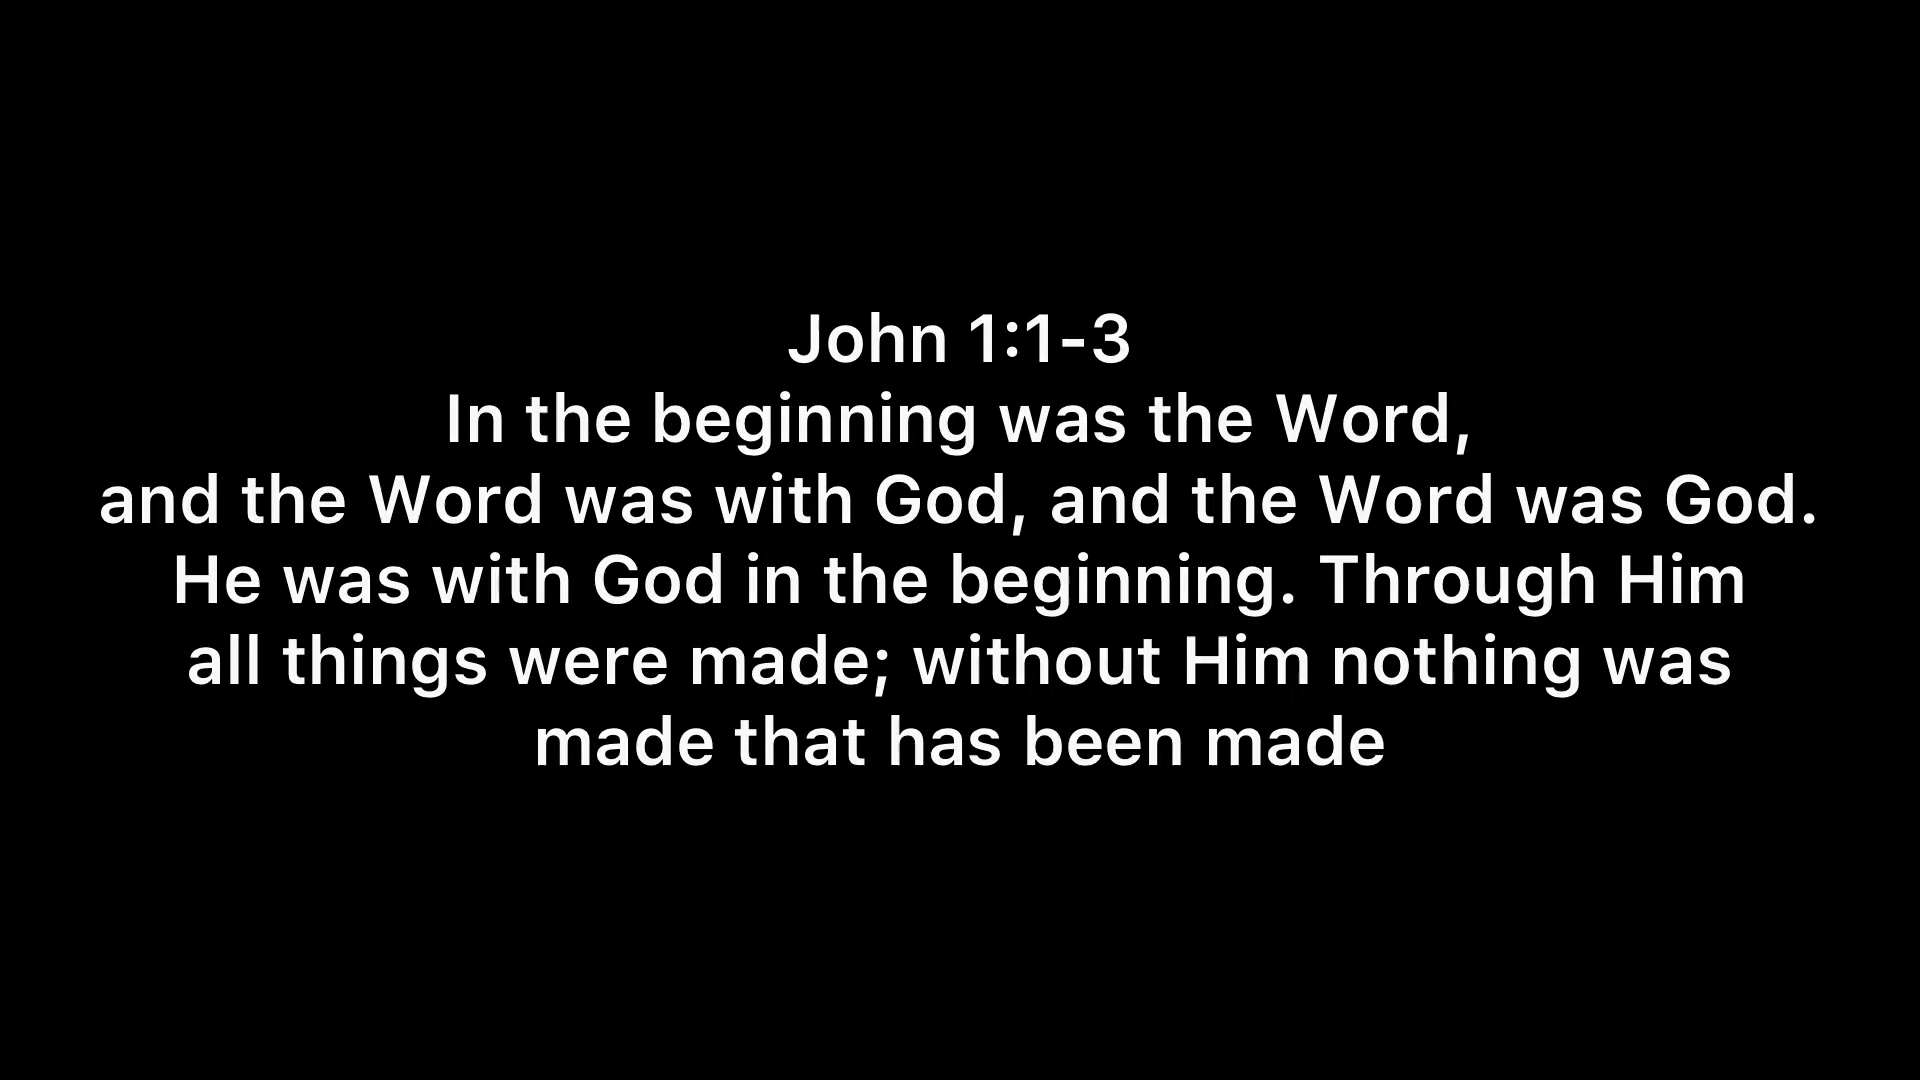 John 1:1-3
In the beginning was the Word,
and the Word was with God, and the Word was God.
He was with God in the beginning. Through Him
all things were made; without Him nothing was
made that has been made